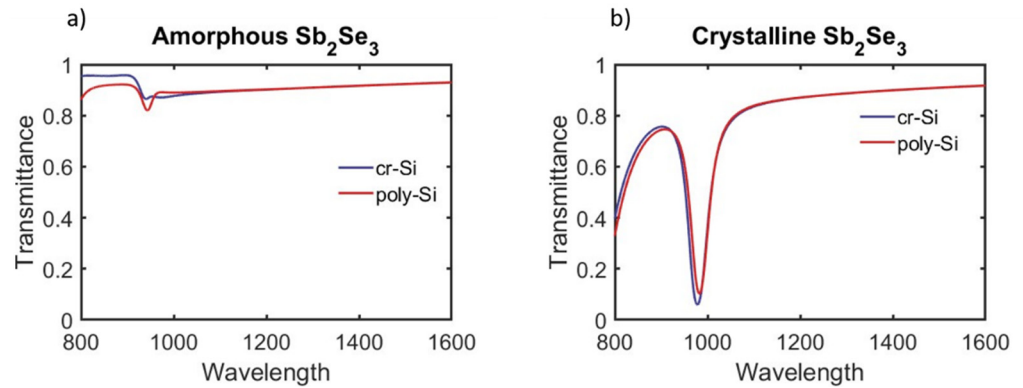 a)
Amorphous Sb2Se3
1
0.8
0.6
0.4
0.2
0
Transmittance
cr-Si
poly-Si
800 1000 1200 1400 1600
Wavelength
b)
Crystalline Sb2Se3
1
0.8
0.6
0.4
0.2
0
Transmittance
cr-Si
poly-Si
800 1000 1200 1400 1600
Wavelength